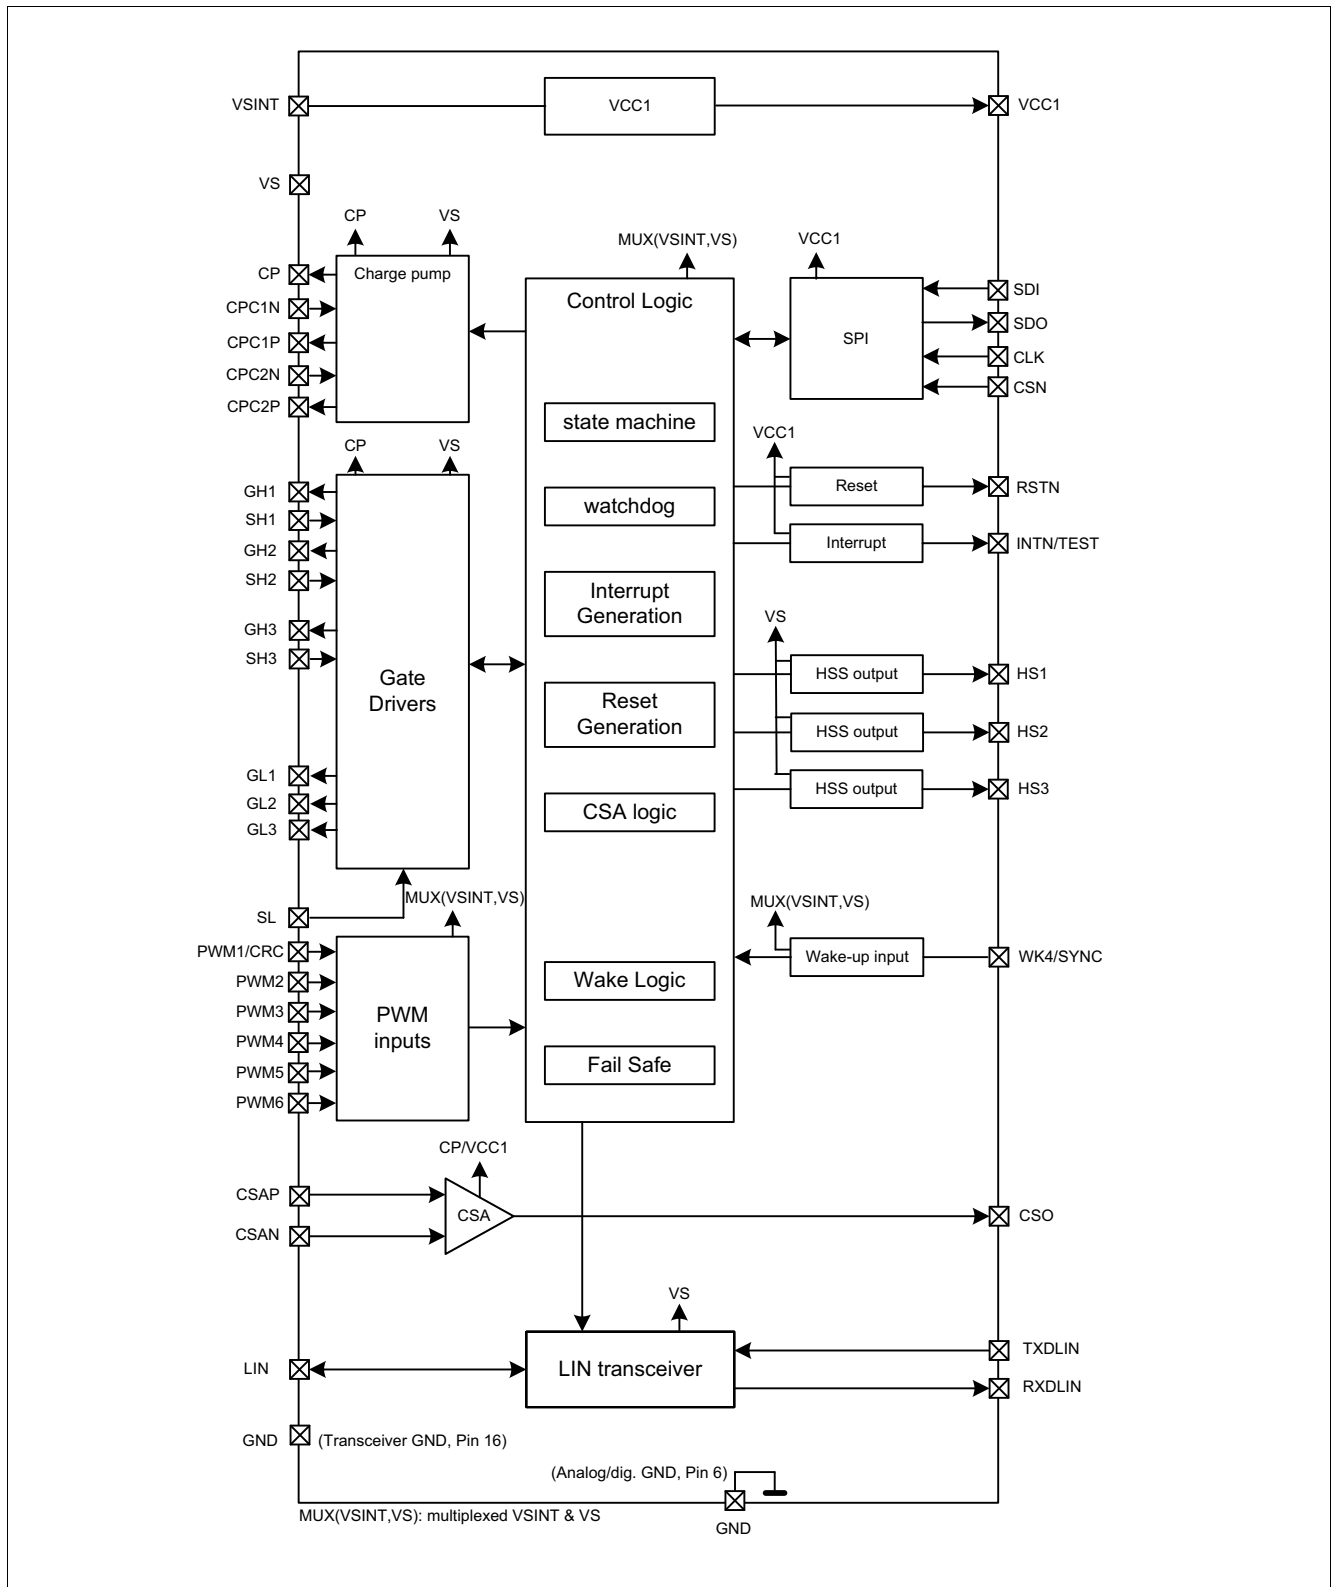 VSINT
VCC1
VCC1
VS
CP
VS
MUX(VSINT,VS)
VCC1
CP
CPC1N
CPC1P
CPC2N
CPC2P
Charge pump
Control Logic
SPI
SDI
SDO
CLK
CSN
state machine
watchdog
Interrupt
Generation
Reset
Generation
CSA logic
Wake Logic
Fail Safe
VCC1
Reset
RSTN
Interrupt
INTN/TEST
CP
VS
GH1
SH1
GH2
SH2
GH3
SH3
Gate
Drivers
GL1
GL2
GL3
SL
VS
HSS output
HS1
HSS output
HS2
HSS output
HS3
MUX(VSINT,VS)
PWM1/CRC
PWM2
PWM3
PWM4
PWM5
PWM6
PWM
inputs
MUX(VSINT,VS)
Wake-up input
WK4/SYNC
CP/VCC1
CSAP
CSAN
CSA
CSO
VS
LIN
LIN transceiver
TXDLIN
RXDLIN
GND
(Transceiver GND, Pin 16)
(Analog/dig. GND, Pin 6)
MUX(VSINT,VS): multiplexed VSINT & VS
GND